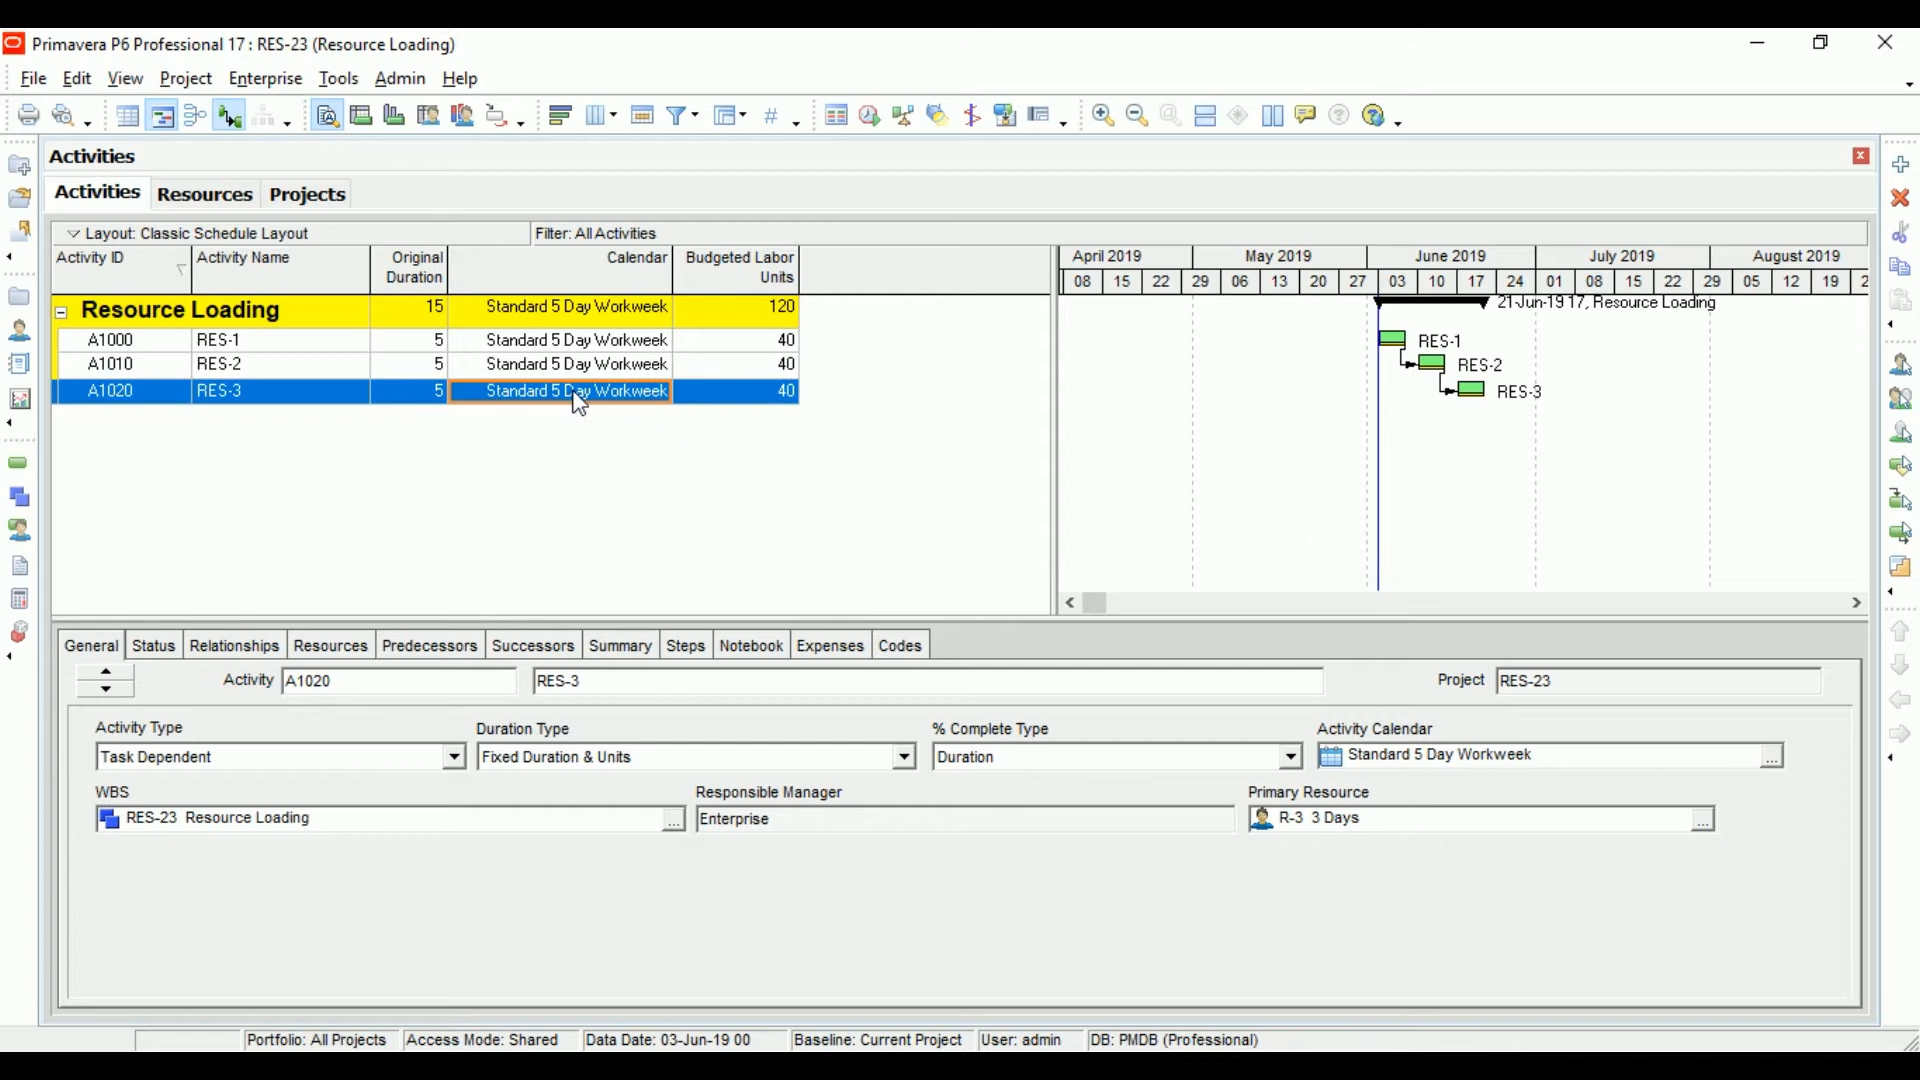 Primavera P6 Professional 17 : RES-23 (Resource Loading)
File Edit View Project Enterprise Tools Admin Help
Activities
Activities Resources Projects
Layout: Classic Schedule Layout Filter: All Activities
Activity ID Activity Name Original Duration Calendar Budgeted Labor Units
April 2019 May 2019 June 2019 July 2019 August 2019
08 15 22 29 06 13 20 27 03 10 17 24 01 08 15 22 29 05 12 19 2
Resource Loading 15 Standard 5 Day Workweek 120 21-Jun-19 17, Resource Loading
A1000 RES-1 5 Standard 5 Day Workweek 40 RES-1
A1010 RES-2 5 Standard 5 Day Workweek 40 RES-2
A1020 RES-3 5 Standard 5 Day Workweek 40 RES-3
General Status Relationships Resources Predecessors Successors Summary Steps Notebook Expenses Codes
Activity A1020 RES-3 Project RES-23
Activity Type Duration Type % Complete Type Activity Calendar
Task Dependent Fixed Duration & Units Duration Standard 5 Day Workweek
WBS Responsible Manager Primary Resource
RES-23 Resource Loading Enterprise R-3 3 Days
Portfolio: All Projects Access Mode: Shared Data Date: 03-Jun-19 00 Baseline: Current Project User: admin DB: PMDB (Professional)